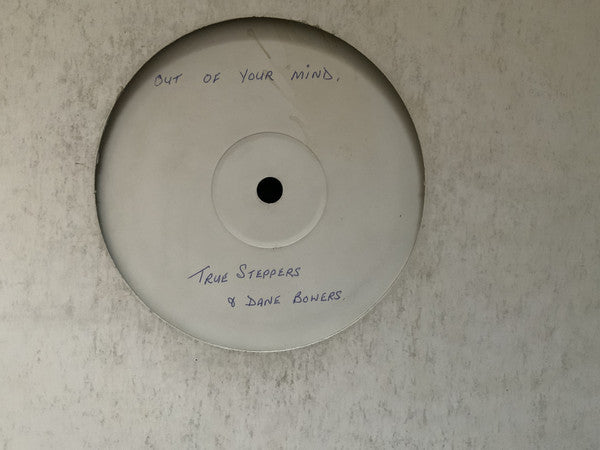 OUT OF YOUR MIND.
TRUE STEPPERS
& DANE BOWERS.